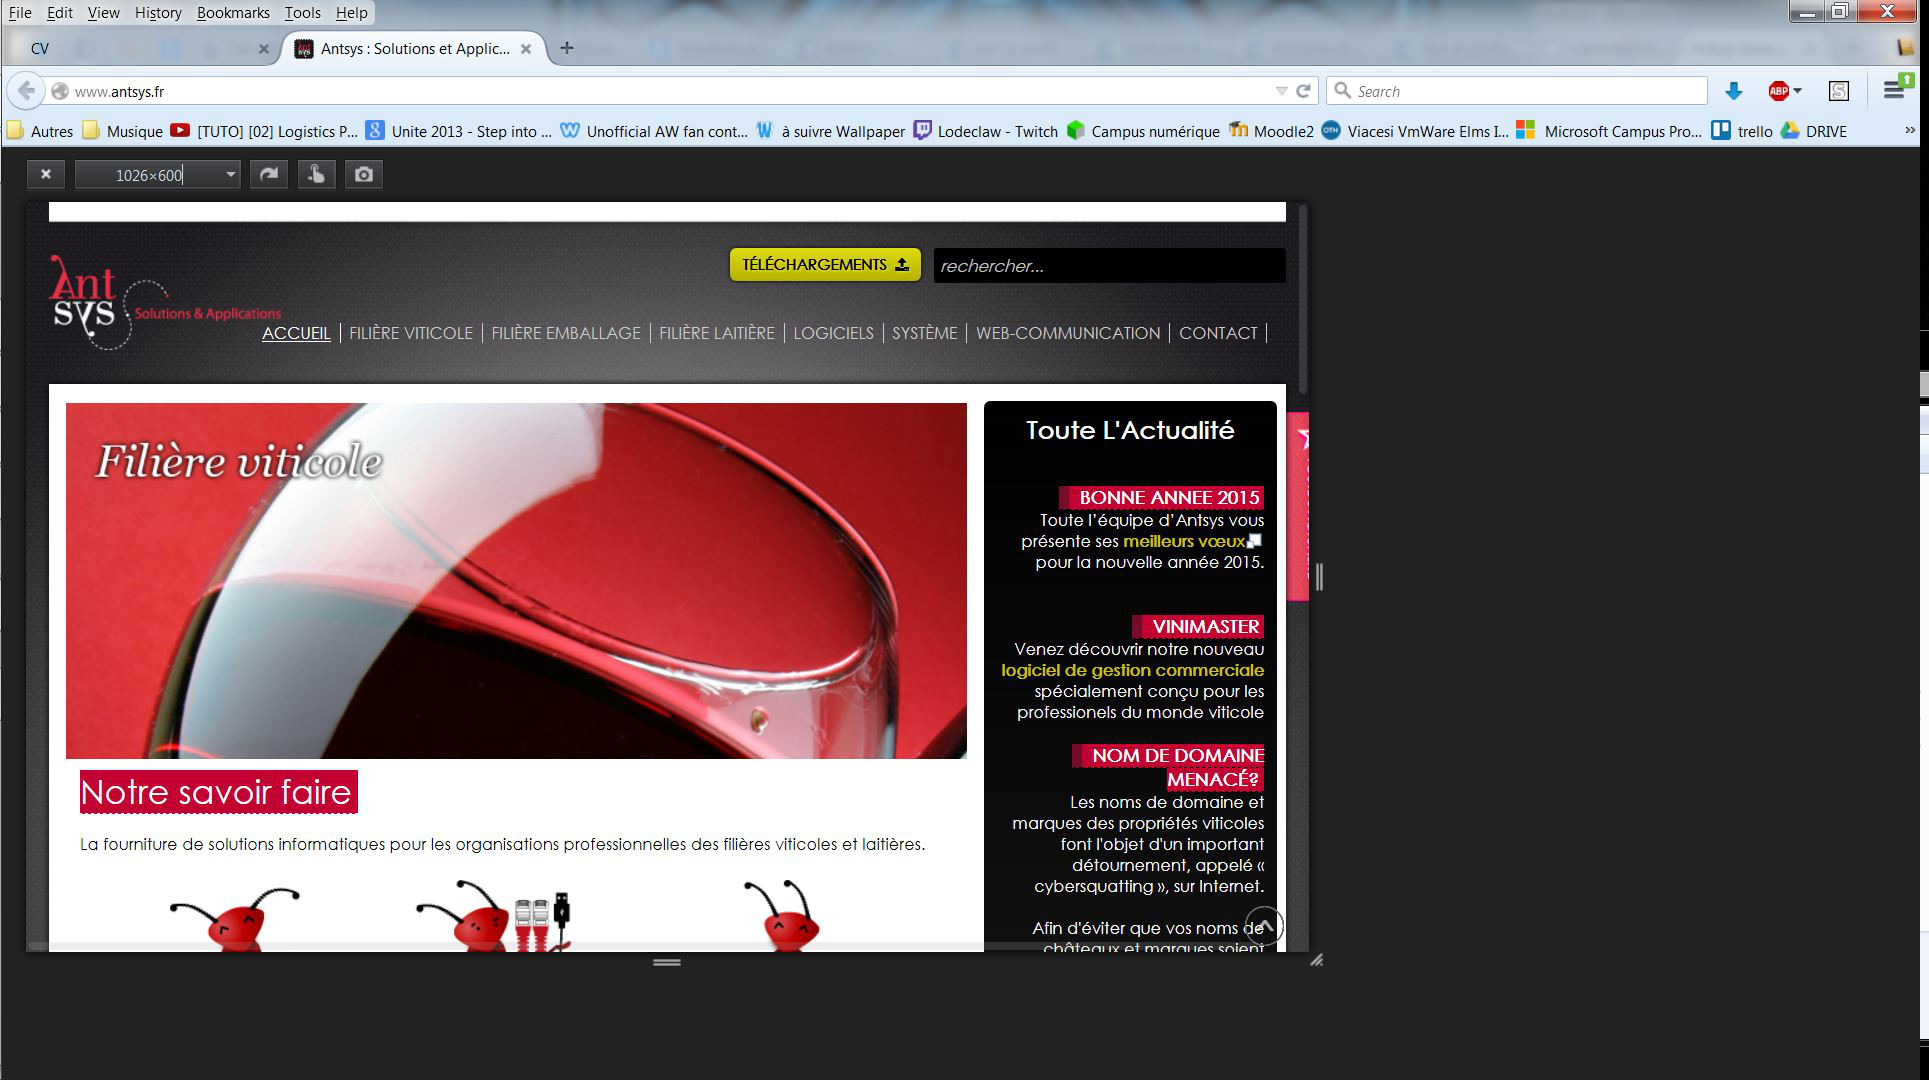 File Edit View History Bookmarks Tools Help
CV
Antsys : Solutions et Applic...
www.antsys.fr
Search
ABP
Autres Musique [TUTO] [02] Logistics P... Unite 2013 - Step into ... Unofficial AW fan cont... à suivre Wallpaper Lodeclaw - Twitch Campus numérique Moodle2 Viacesi VmWare Elms I... Microsoft Campus Pro... trello DRIVE
1026×600
TÉLÉCHARGEMENTS
rechercher...
Ant
sys
Solutions & Applications
ACCUEIL FILIÈRE VITICOLE FILIÈRE EMBALLAGE FILIÈRE LAITIÈRE LOGICIELS SYSTÈME WEB-COMMUNICATION CONTACT
Filière viticole
Notre savoir faire
La fourniture de solutions informatiques pour les organisations professionnelles des filières viticoles et laitières.
Toute L'Actualité
BONNE ANNEE 2015
Toute l’équipe d’Antsys vous
présente ses meilleurs vœux
pour la nouvelle année 2015.
VINIMASTER
Venez découvrir notre nouveau
logiciel de gestion commerciale
spécialement conçu pour les
professionels du monde viticole
NOM DE DOMAINE
MENACÉ?
Les noms de domaine et
marques des propriétés viticoles
font l'objet d'un important
détournement, appelé «
cybersquatting », sur Internet.
Afin d'éviter que vos noms de
châteaux et marques soient